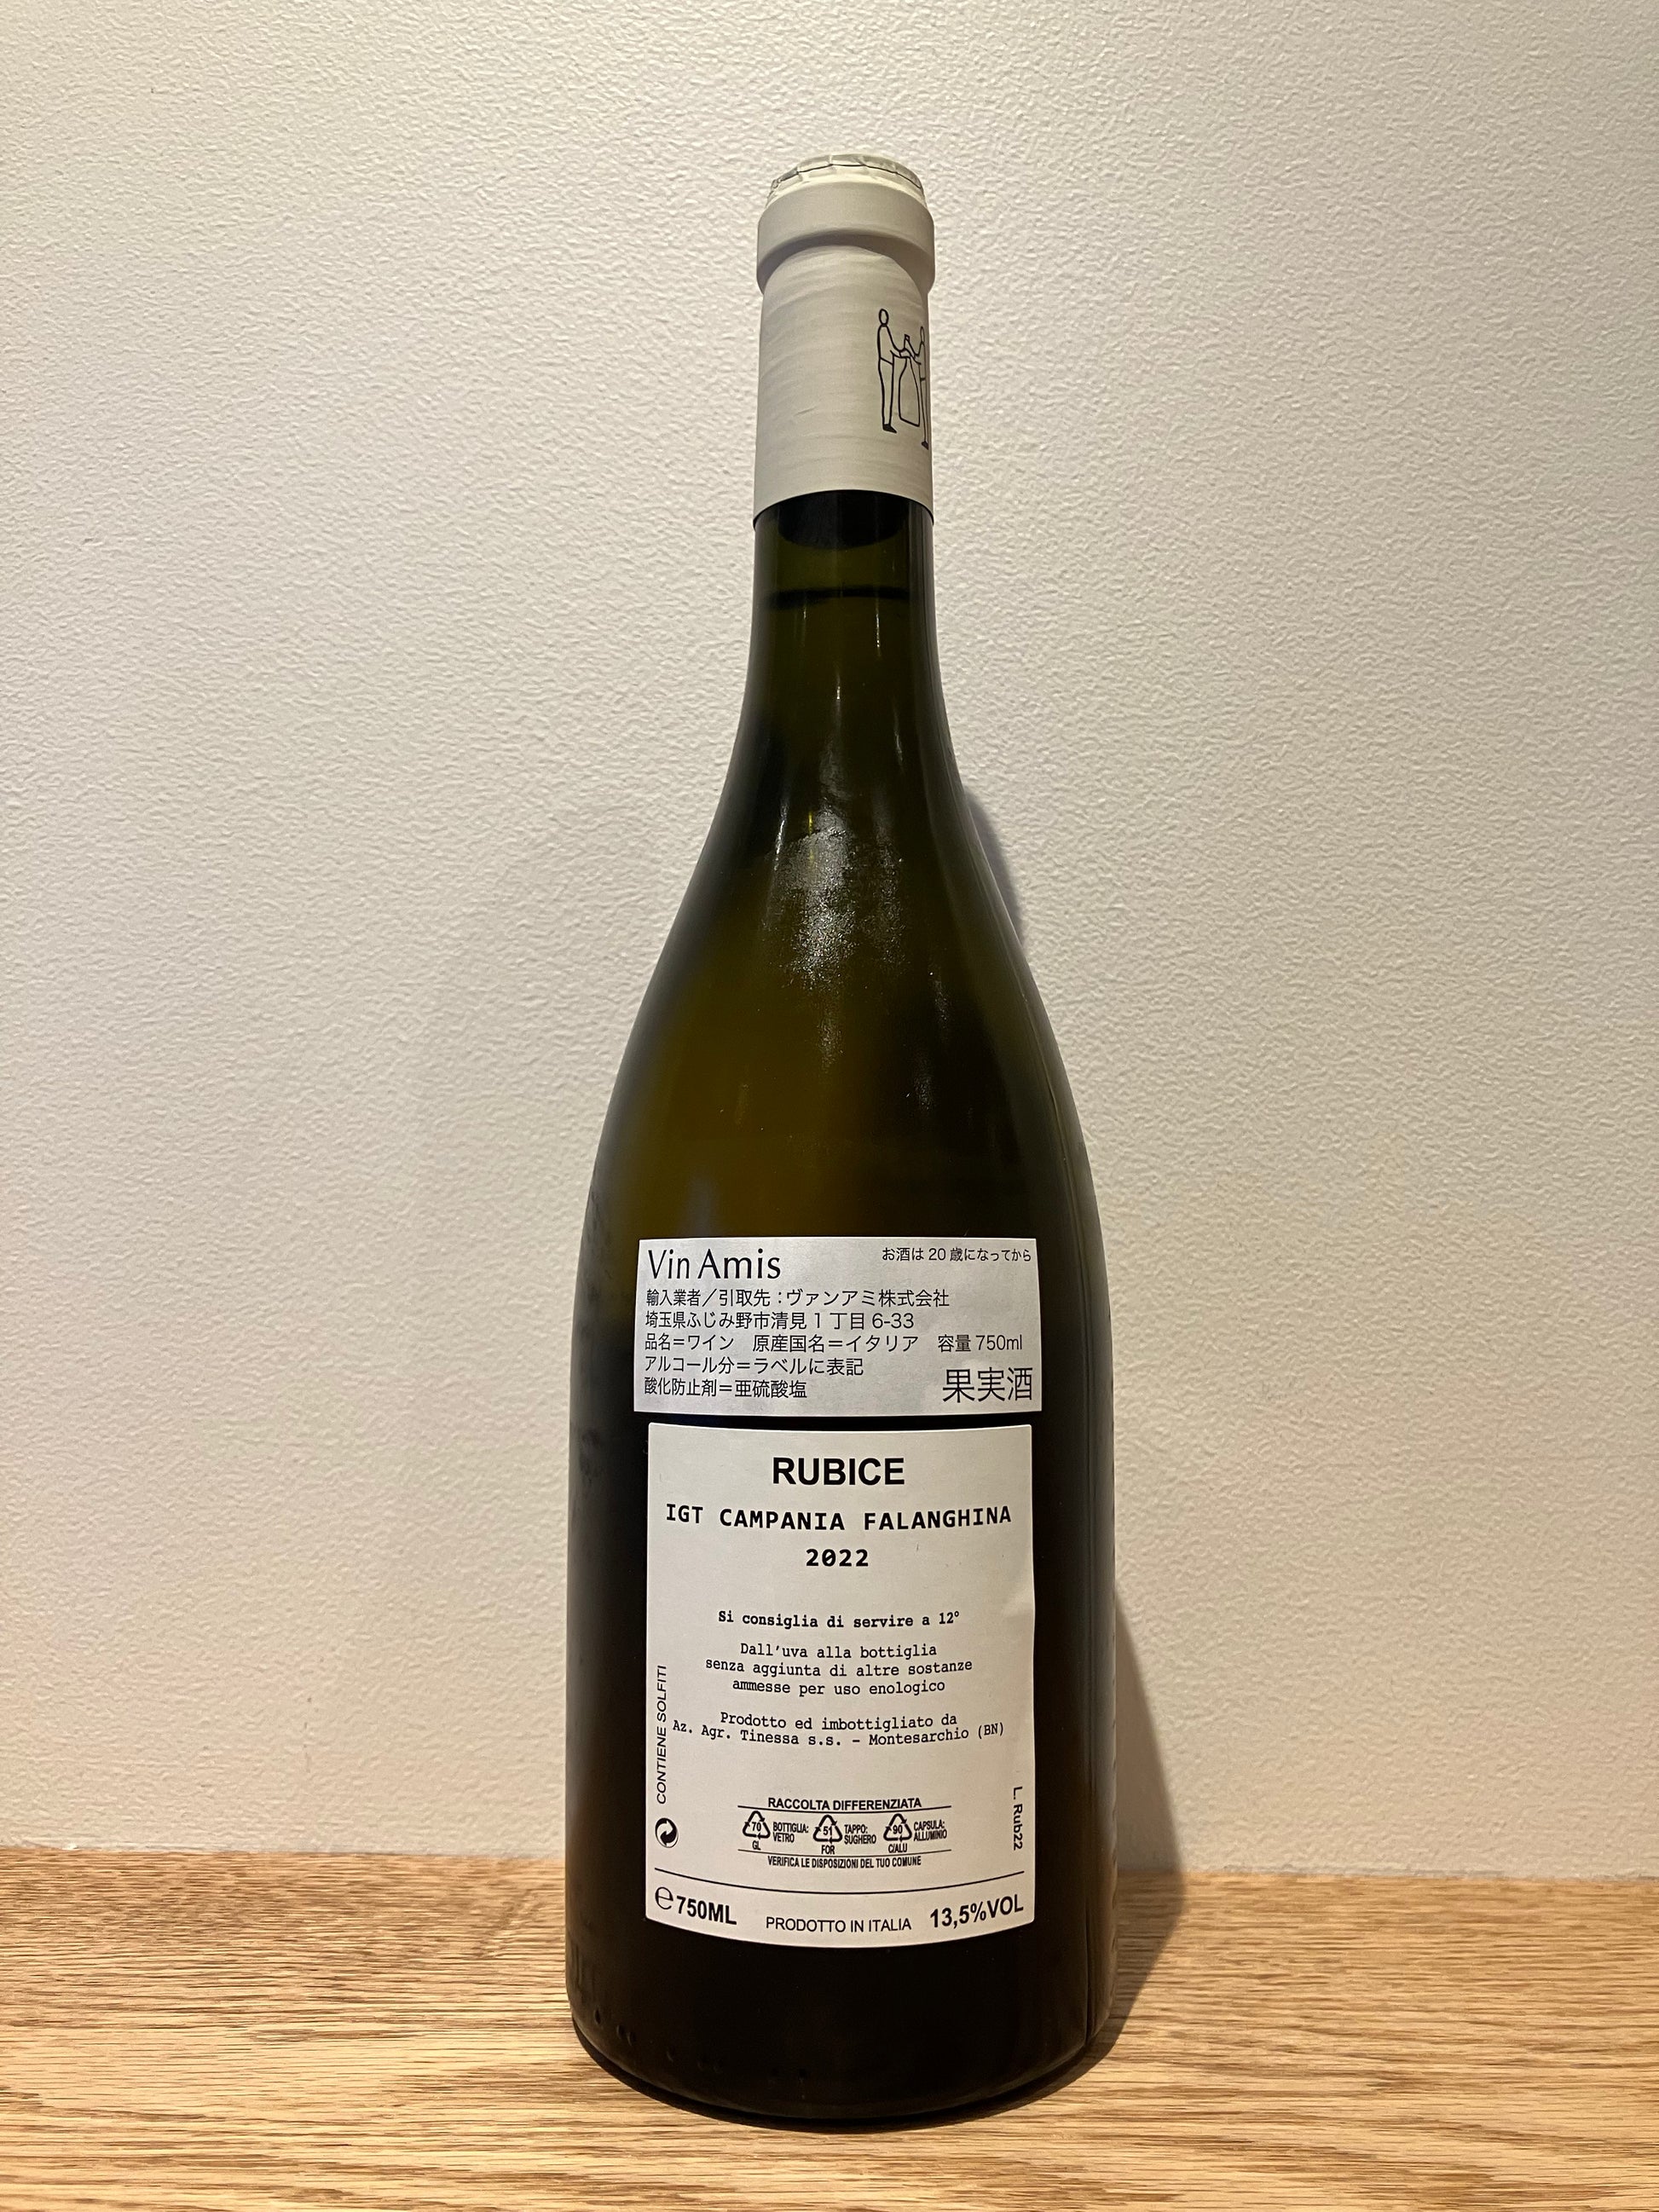 Vin Amis
お酒は20歳になってから
輸入業者／引取先：ヴァンアミ株式会社
埼玉県ふじみ野市清見1丁目6-33
品名＝ワイン　原産国名＝イタリア　容量750ml
アルコール分＝ラベルに表記
酸化防止剤＝亜硫酸塩
果実酒
RUBICE
IGT CAMPANIA FALANGHINA
2022
Si consiglia di servire a 12°
Dall'uva alla bottiglia
senza aggiunta di altre sostanze
ammesse per uso enologico
Prodotto ed imbottigliato da
Az. Agr. Tinessa s.s. – Montesarchio (BN)
CONTIENE SOLFITI
L. Rub22
RACCOLTA DIFFERENZIATA
70
GL
BOTTIGLIA:
VETRO
51
FOR
TAPPO:
SUGHERO
90
C/ALU
CAPSULA:
ALLUMINIO
VERIFICA LE DISPOSIZIONI DEL TUO COMUNE
℮750ML
PRODOTTO IN ITALIA
13,5%VOL